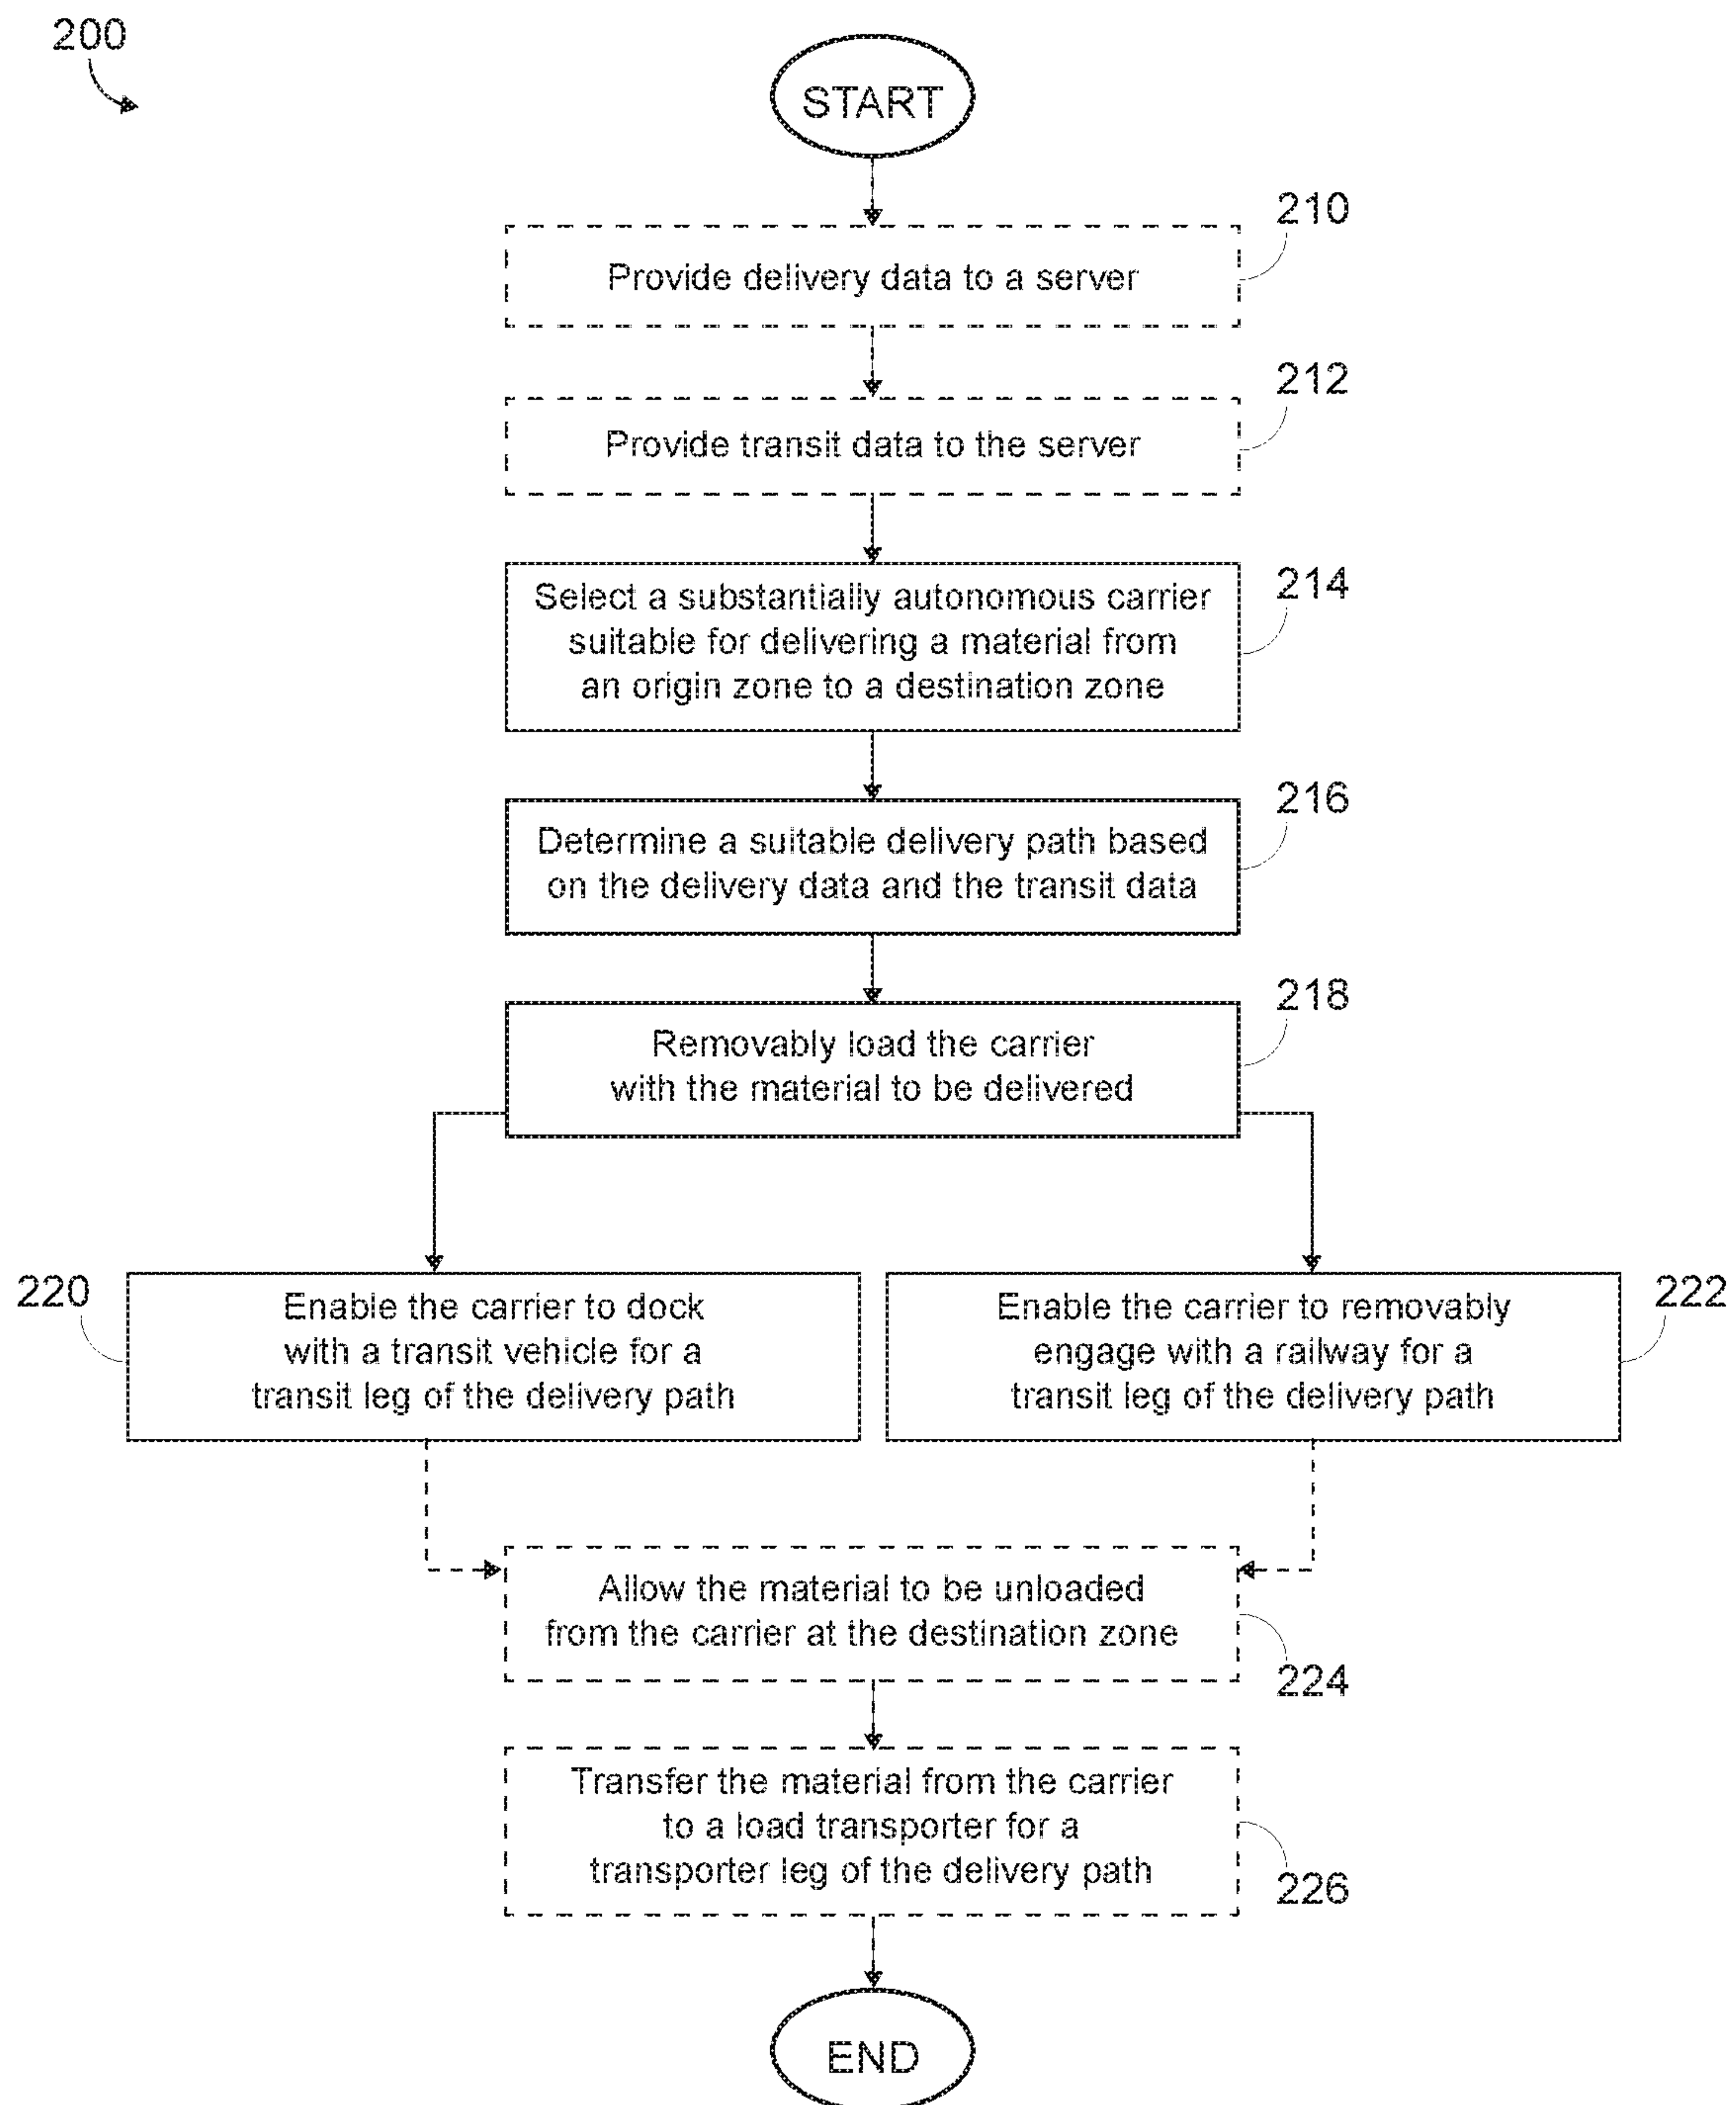 200
START
210
Provide delivery data to a server
212
Provide transit data to the server
214
Select a substantially autonomous carrier
suitable for delivering a material from
an origin zone to a destination zone
216
Determine a suitable delivery path based
on the delivery data and the transit data
218
Removably load the carrier
with the material to be delivered
220
Enable the carrier to dock
with a transit vehicle for a
transit leg of the delivery path
222
Enable the carrier to removably
engage with a railway for a
transit leg of the delivery path
Allow the material to be unloaded
from the carrier at the destination zone
224
Transfer the material from the carrier
to a load transporter for a
transporter leg of the delivery path
226
END